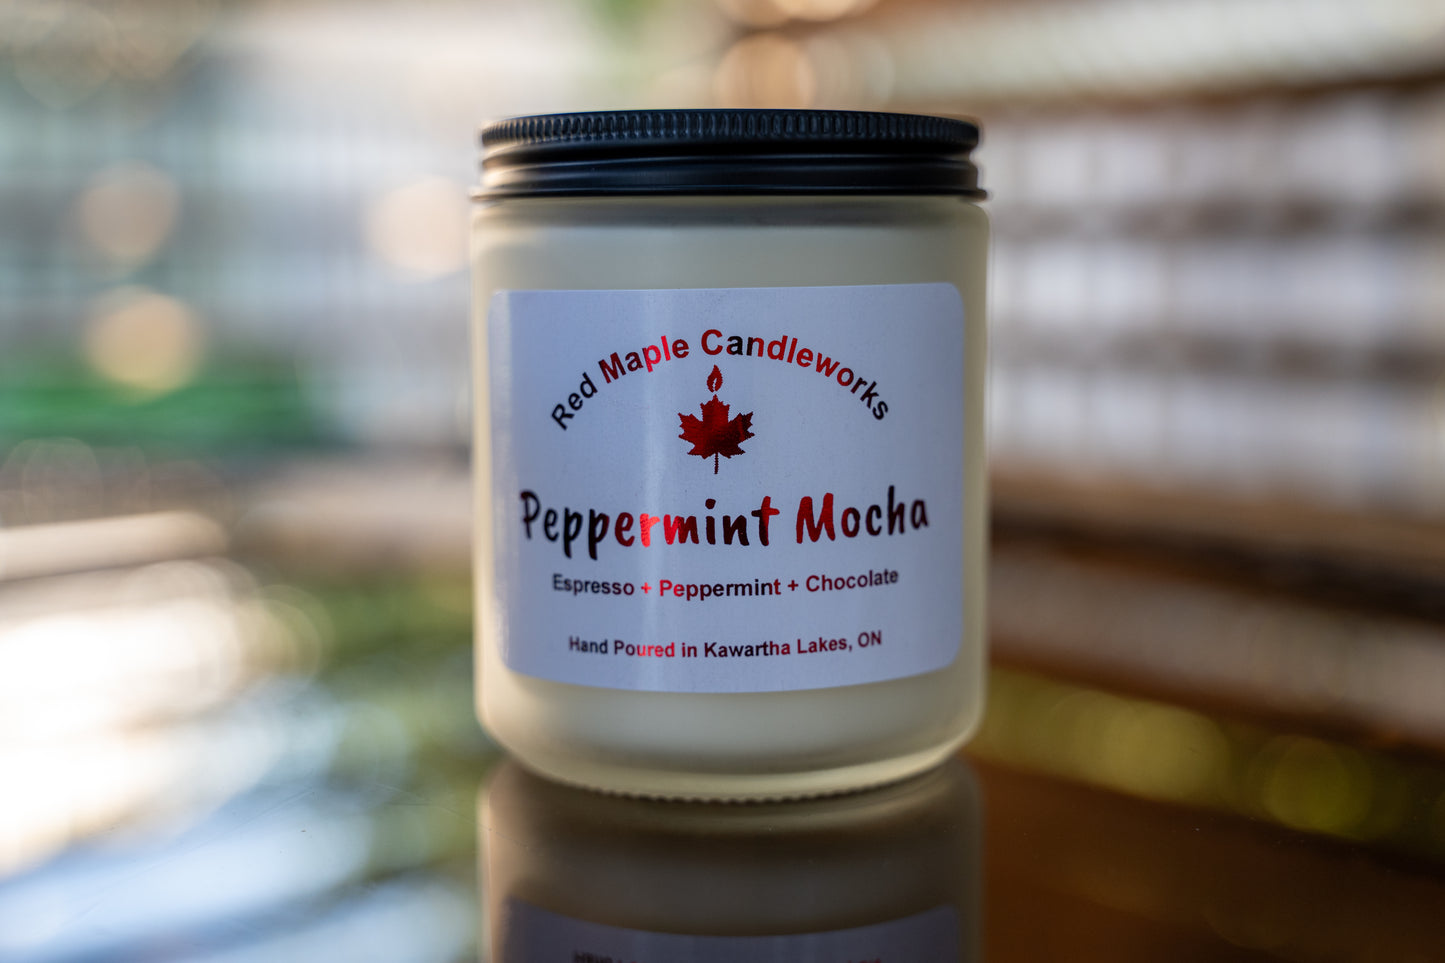 Red Maple Candleworks
Peppermint Mocha
Espresso + Peppermint + Chocolate
Hand Poured in Kawartha Lakes, ON